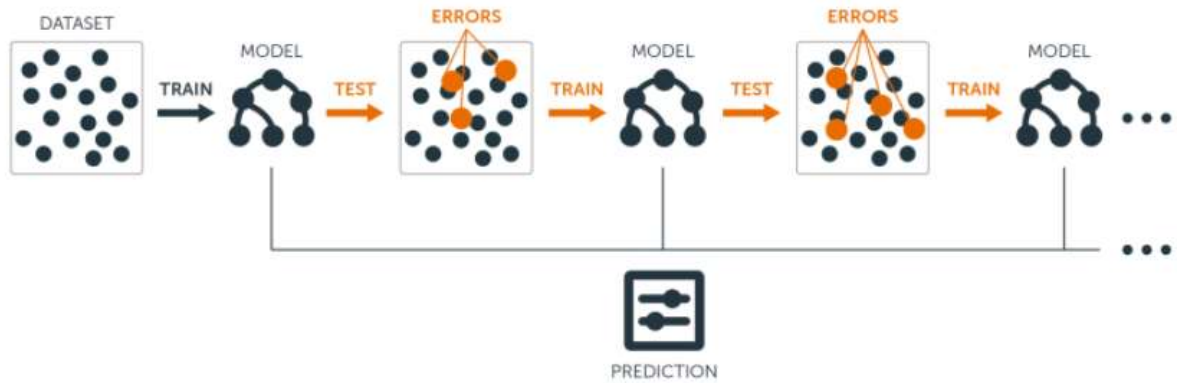 DATASET
TRAIN
MODEL
TEST
ERRORS
TRAIN
MODEL
TEST
ERRORS
TRAIN
MODEL
PREDICTION